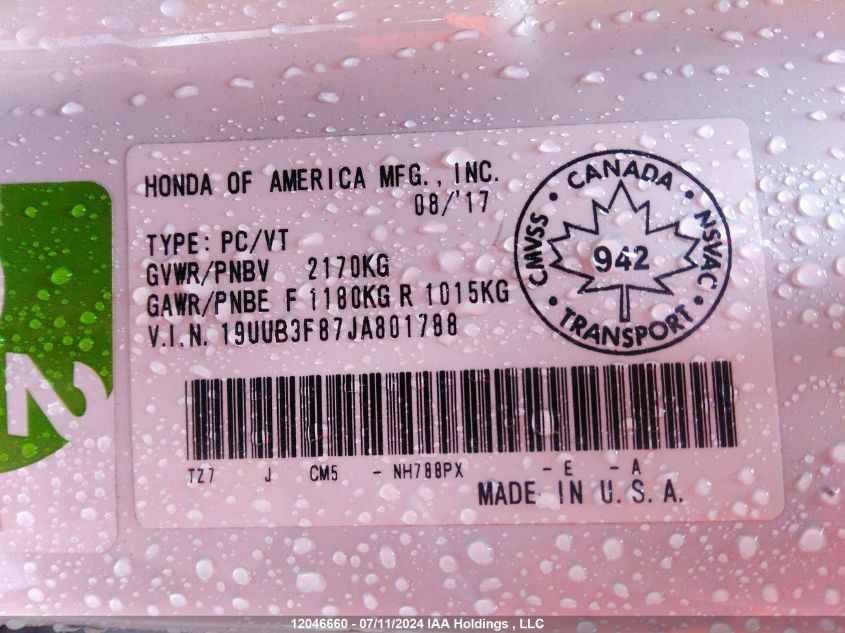 HONDA OF AMERICA MFG., INC.
08/'17
TYPE: PC/VT
GVWR/PNBV 2170KG
GAWR/PNBE F 1180KG R 1015KG
V.I.N. 19UUB3F87JA801788
CANADA
CMVSS • NSVAC
942
TRANSPORT
TZ7 J CM5 - NH788PX - E - A
MADE IN U.S.A.
2
12046660 - 07/11/2024 IAA Holdings , LLC